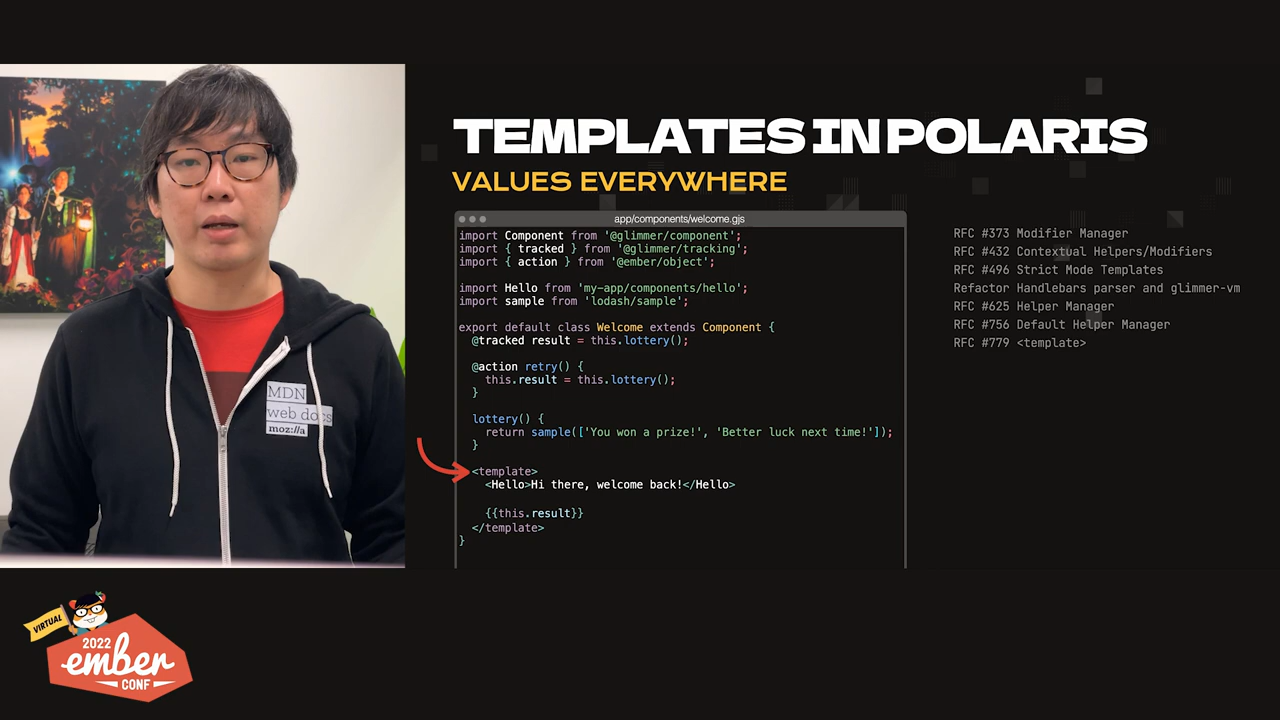 TEMPLATES IN POLARIS
VALUES EVERYWHERE
app/components/welcome.gjs
import Component from '@glimmer/component';
import { tracked } from '@glimmer/tracking';
import { action } from '@ember/object';
import Hello from 'my-app/components/hello';
import sample from 'lodash/sample';
export default class Welcome extends Component {
@tracked result = this.lottery();
@action retry() {
this.result = this.lottery();
}
lottery() {
return sample(['You won a prize!', 'Better luck next time!']);
}
<template>
<Hello>Hi there, welcome back!</Hello>
{{this.result}}
</template>
}
RFC #373 Modifier Manager
RFC #432 Contextual Helpers/Modifiers
RFC #496 Strict Mode Templates
Refactor Handlebars parser and glimmer-vm
RFC #625 Helper Manager
RFC #756 Default Helper Manager
RFC #779 <template>
MDN
web docs
moz://a
VIRTUAL
2022
ember
CONF